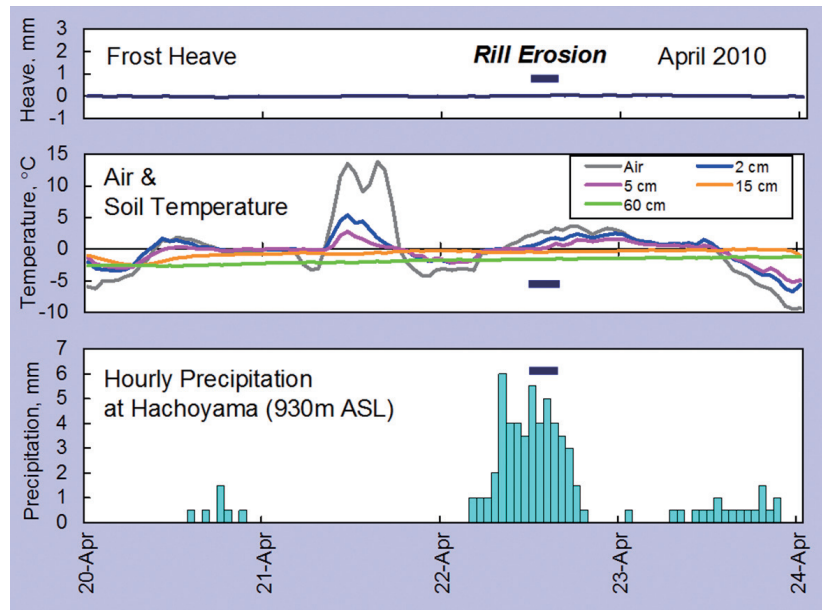 Frost Heave
Rill Erosion
April 2010
Heave, mm
3
2
1
0
-1
Air &
Soil Temperature
Air
2 cm
5 cm
15 cm
60 cm
Temperature, °C
15
10
5
0
-5
-10
Hourly Precipitation
at Hachoyama (930m ASL)
Precipitation, mm
7
6
5
4
3
2
1
0
20-Apr
21-Apr
22-Apr
23-Apr
24-Apr